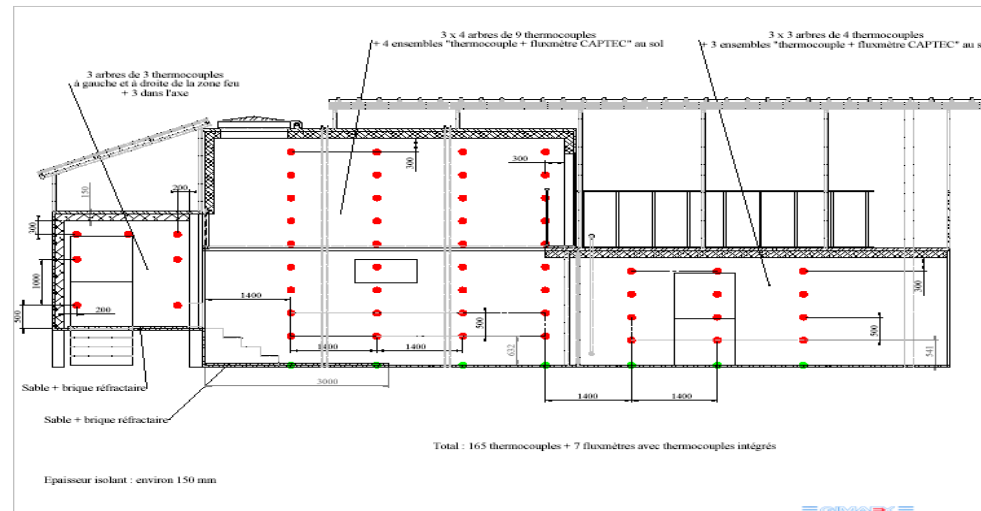 3 x 4 arbres de 9 thermocouples
+ 4 ensembles "thermocouple + fluxmètre CAPTEC" au sol
3 x 3 arbres de 4 thermocouples
+ 3 ensembles "thermocouple + fluxmètre CAPTEC" au s
3 arbres de 3 thermocouples
à gauche et à droite de la zone feu
+ 3 dans l'axe
300
300
200
150
300
1000
500
200
1400
1400
1400
500
632
3000
300
500
541
1400
1400
Sable + brique réfractaire
Sable + brique réfractaire
Total : 165 thermocouples + 7 fluxmètres avec thermocouples intégrés
Epaisseur isolant : environ 150 mm